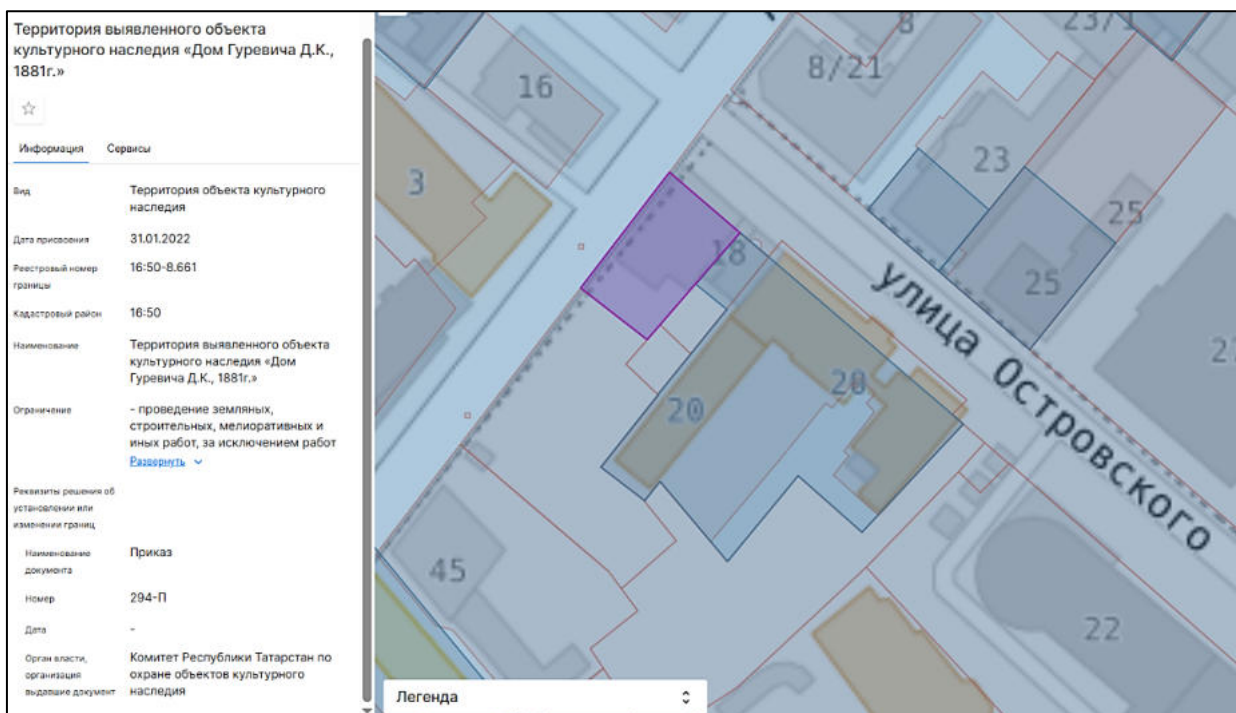 Территория выявленного объекта
культурного наследия «Дом Гуревича Д.К.,
1881г.»
Информация Сервисы
Вид Территория объекта культурного
наследия
Дата присвоения 31.01.2022
Реестровый номер
границы 16:50-8.661
Кадастровый район 16:50
Наименование Территория выявленного объекта
культурного наследия «Дом
Гуревича Д.К., 1881г.»
Ограничение - проведение земляных,
строительных, мелиоративных и
иных работ, за исключением работ
Развернуть
Реквизиты решения об
установлении или
изменении границ
Наименование
документа Приказ
Номер 294-П
Дата -
Орган власти,
организация
выдавшие документ Комитет Республики Татарстан по
охране объектов культурного
наследия
8
23/1
8/21
16
23
3
25
18
25
улица Островского
20
20
45
22
Легенда